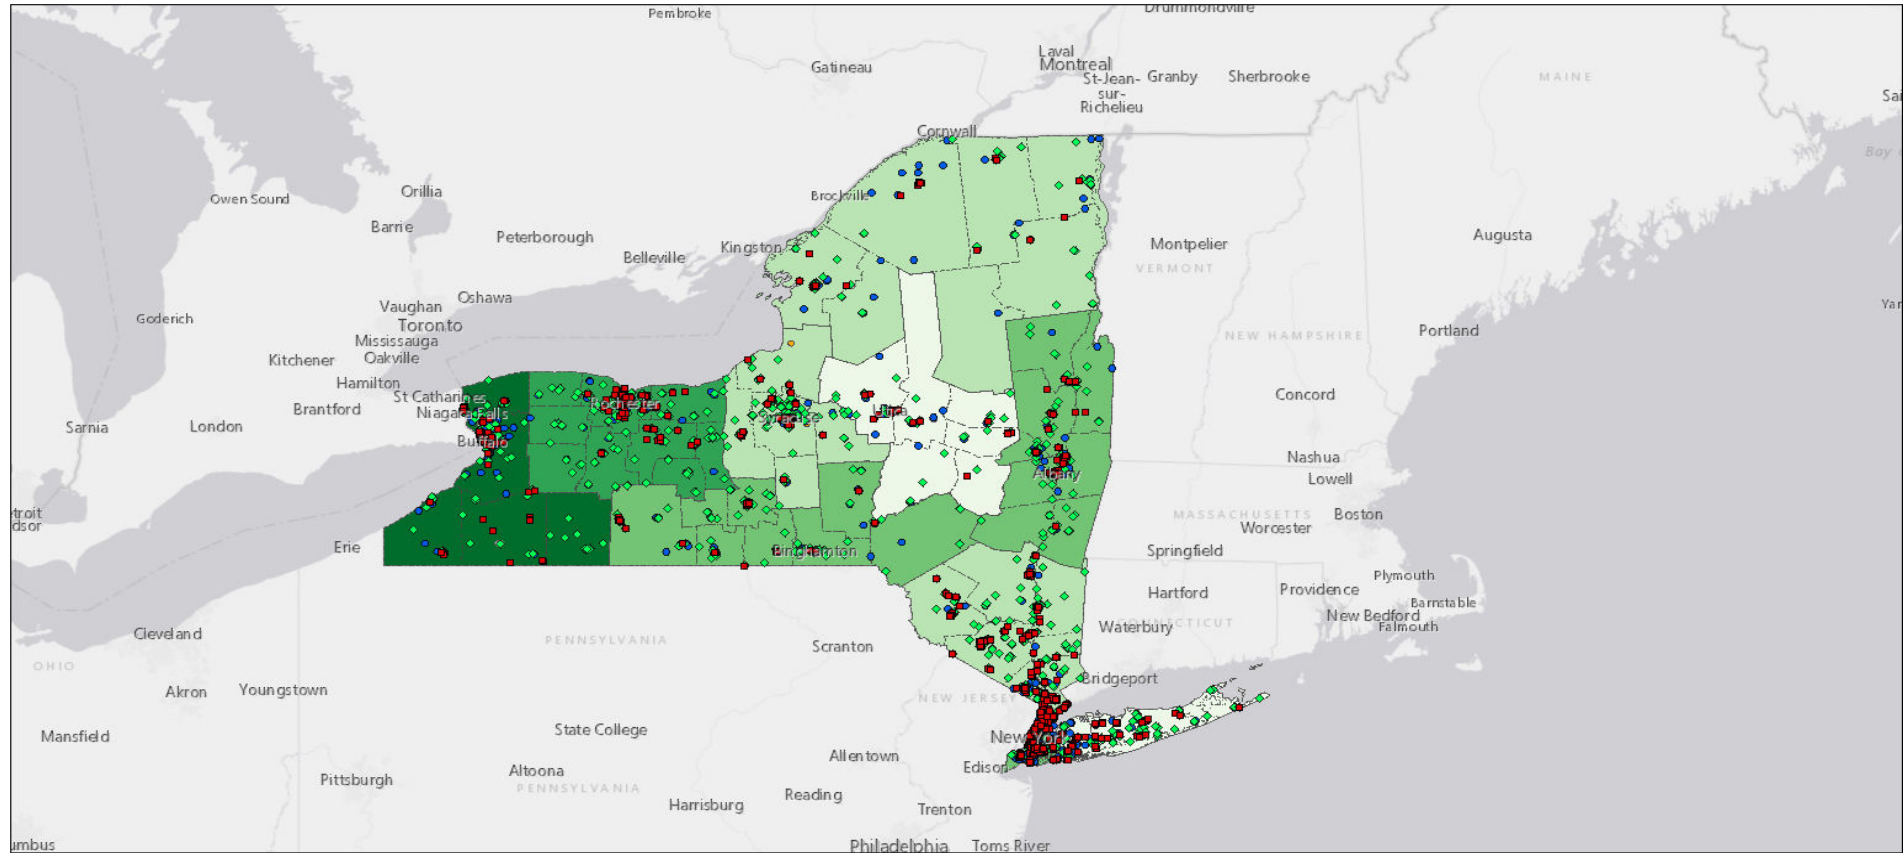 Pembroke
Drummondville
Laval
Montreal
Gatineau
St-Jean-
sur-
Richelieu
Granby
Sherbrooke
MAINE
Cornwall
Bay
Orillia
Owen Sound
Brockville
Barrie
Peterborough
Kingston
Belleville
Montpelier
Augusta
VERMONT
Vaughan
Oshawa
Toronto
Goderich
Mississauga
Oakville
Kitchener
NEW HAMPSHIRE
Portland
Hamilton
St Catharines
Niagara Falls
Brantford
Rochester
Utica
Syracuse
Concord
Sarnia
London
Buffalo
Albany
Nashua
Lowell
MASSACHUSETTS
Worcester
Boston
Erie
Binghamton
Springfield
Plymouth
Hartford
Providence
Barnstable
New Bedford
Falmouth
Cleveland
PENNSYLVANIA
Scranton
Waterbury
CONNECTICUT
OHIO
Akron
Youngstown
NEW JERSEY
Bridgeport
Mansfield
State College
New York
Allentown
Edison
Pittsburgh
Altoona
PENNSYLVANIA
Reading
Harrisburg
Trenton
umbus
Philadelphia
Toms River